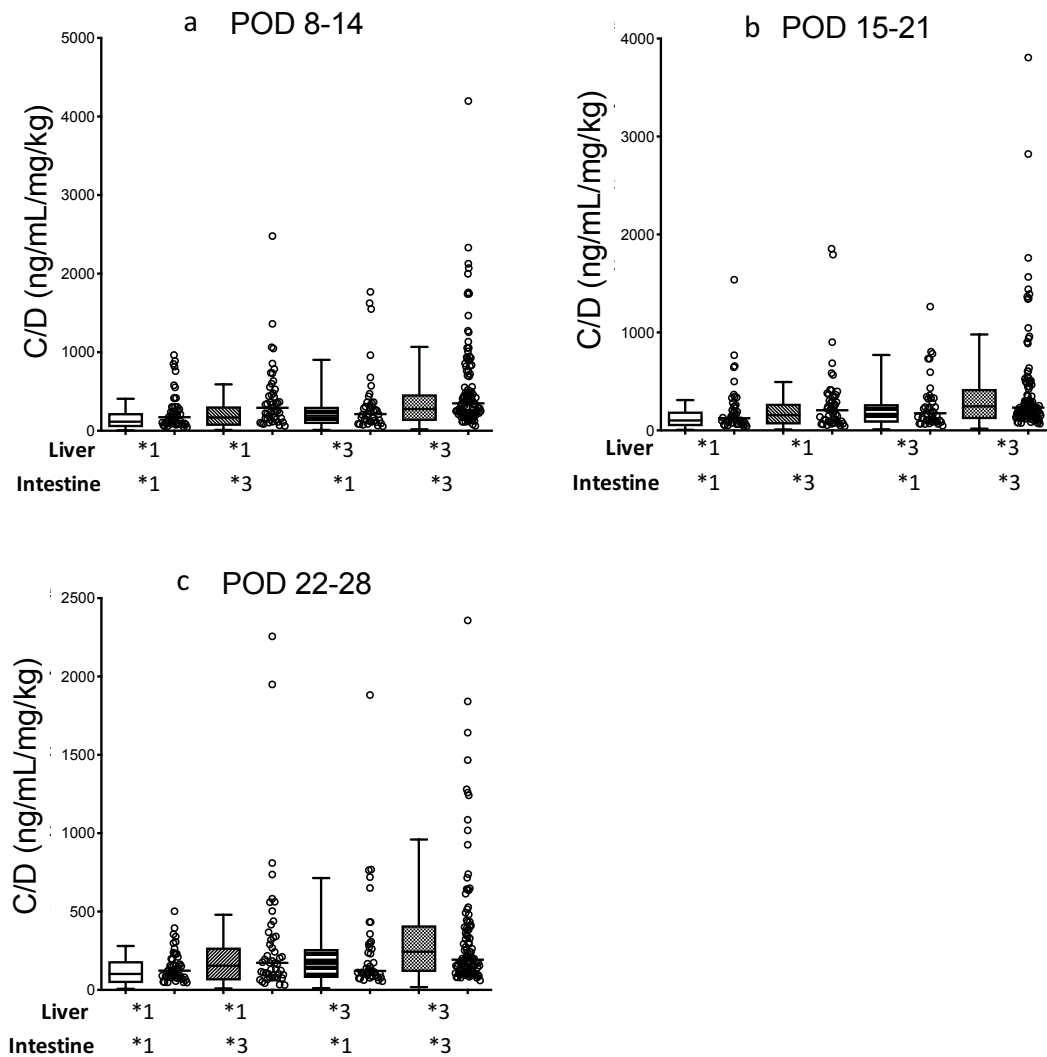 a POD 8-14
C/D (ng/mL/mg/kg)
5000
4000
3000
2000
1000
0
Liver *1 *1 *3 *3
Intestine *1 *3 *1 *3
b POD 15-21
C/D (ng/mL/mg/kg)
4000
3000
2000
1000
0
Liver *1 *1 *3 *3
Intestine *1 *3 *1 *3
c POD 22-28
C/D (ng/mL/mg/kg)
2500
2000
1500
1000
500
0
Liver *1 *1 *3 *3
Intestine *1 *3 *1 *3